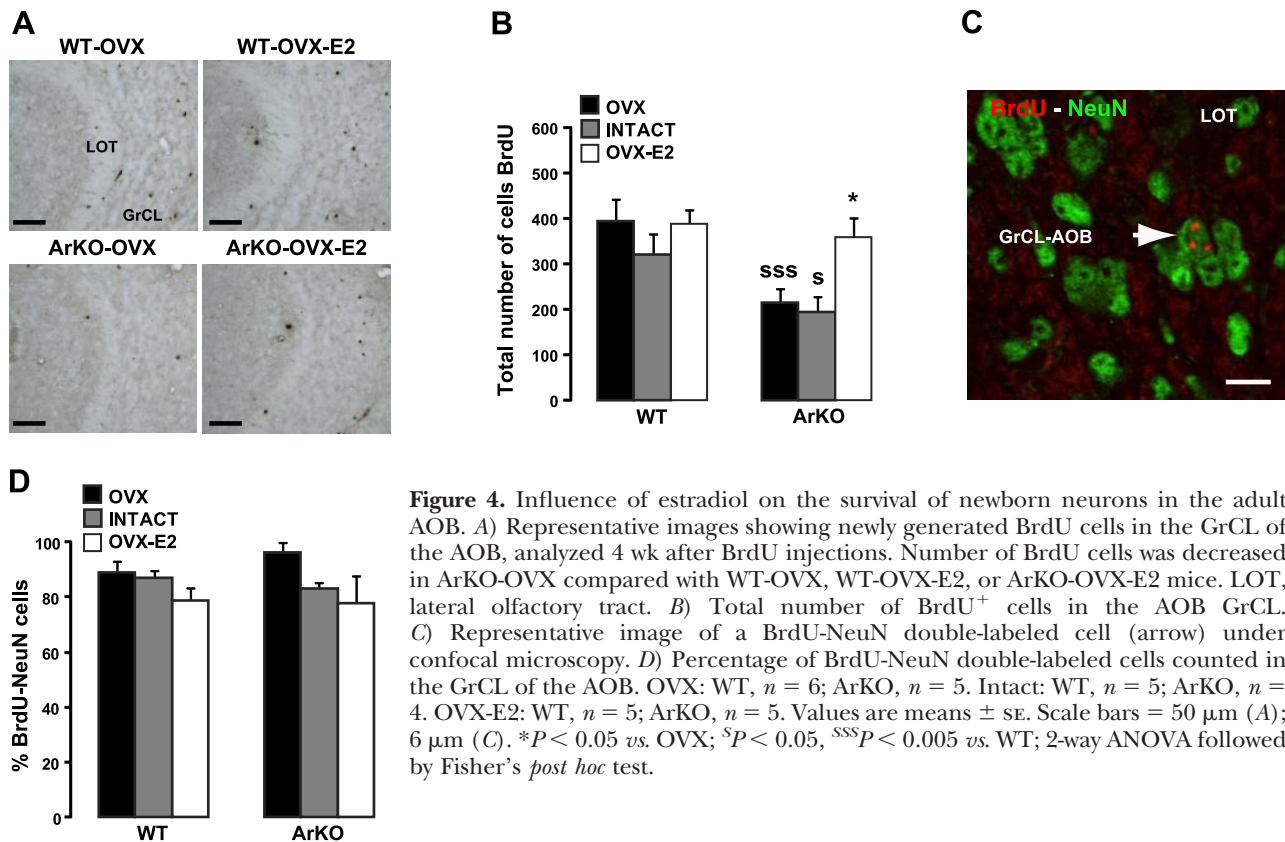 A
WT-OVX
WT-OVX-E2
LOT
GrCL
ArKO-OVX
ArKO-OVX-E2
B
OVX
INTACT
OVX-E2
Total number of cells BrdU
600
500
400
300
200
100
0
sss
s
*
WT
ArKO
C
BrdU - NeuN
LOT
GrCL-AOB
D
OVX
INTACT
OVX-E2
% BrdU-NeuN cells
100
80
60
40
20
0
WT
ArKO
Figure 4. Influence of estradiol on the survival of newborn neurons in the adult
AOB. A) Representative images showing newly generated BrdU cells in the GrCL of
the AOB, analyzed 4 wk after BrdU injections. Number of BrdU cells was decreased
in ArKO-OVX compared with WT-OVX, WT-OVX-E2, or ArKO-OVX-E2 mice. LOT,
lateral olfactory tract. B) Total number of BrdU+ cells in the AOB GrCL.
C) Representative image of a BrdU-NeuN double-labeled cell (arrow) under
confocal microscopy. D) Percentage of BrdU-NeuN double-labeled cells counted in
the GrCL of the AOB. OVX: WT, n = 6; ArKO, n = 5. Intact: WT, n = 5; ArKO, n =
4. OVX-E2: WT, n = 5; ArKO, n = 5. Values are means ± SE. Scale bars = 50 μm (A);
6 μm (C). *P < 0.05 vs. OVX; SP < 0.05, SSSP < 0.005 vs. WT; 2-way ANOVA followed
by Fisher's post hoc test.